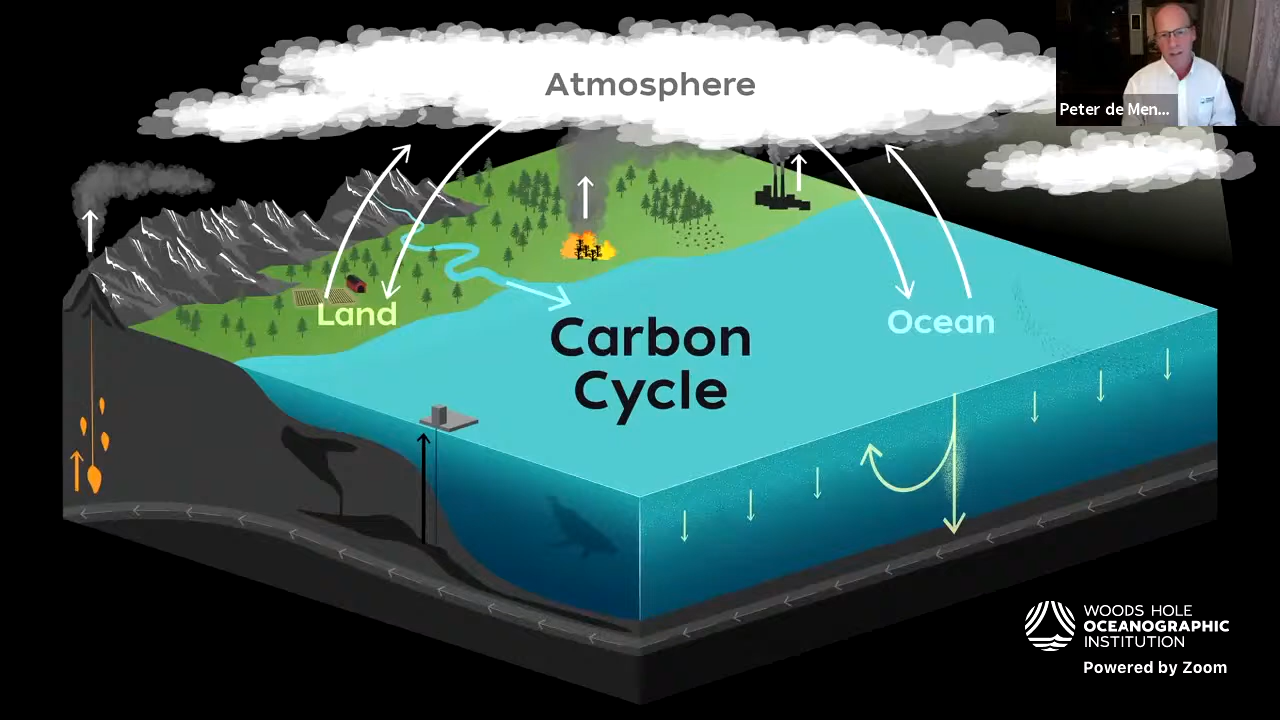 Atmosphere
Peter de Men...
Land
Ocean
Carbon
Cycle
WOODS HOLE
OCEANOGRAPHIC
INSTITUTION
Powered by Zoom